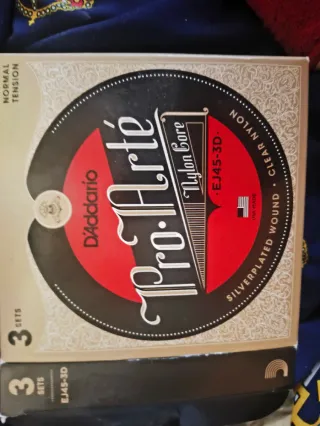 NORMAL
TENSION
D'Addario
Pro·Arté
Nylon Core
·EJ45-3D·
SILVERPLATED WOUND · CLEAR NYLON
3
SETS
3
SETS
EJ45-3D